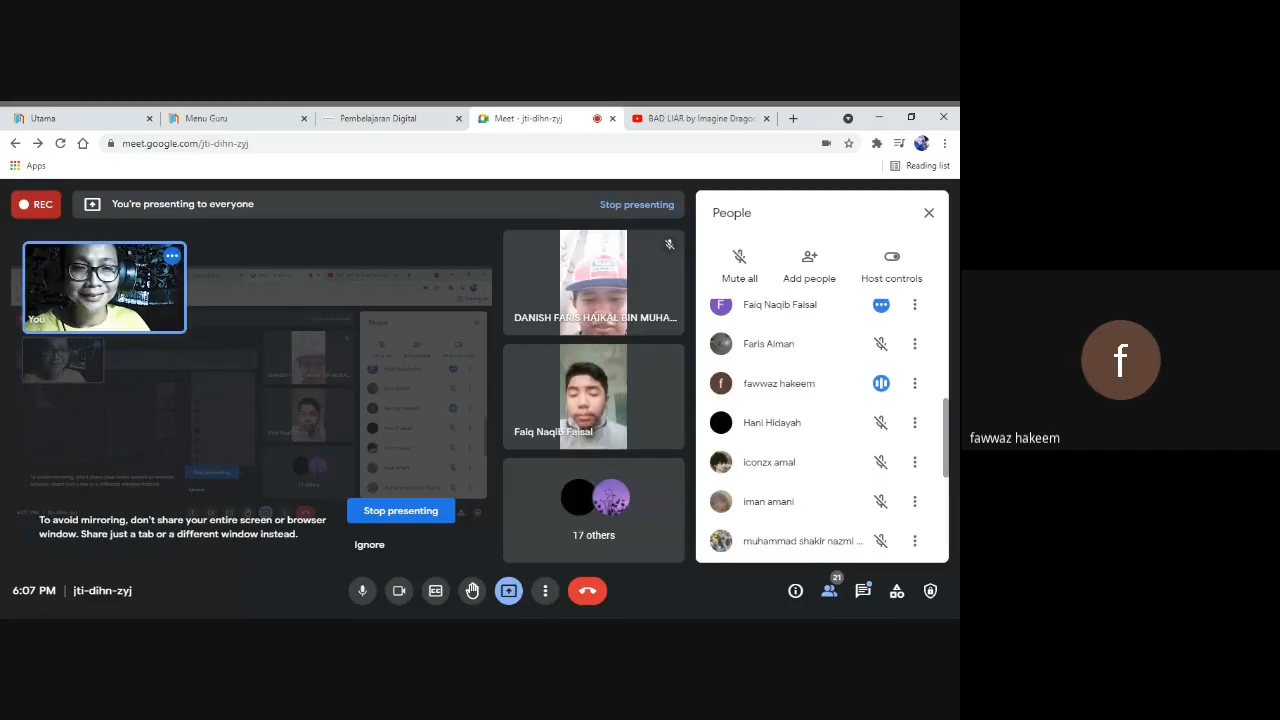 Utama
Menu Guru
Pembelajaran Digital
Meet - jti-dihn-zyj
BAD LIAR by Imagine Drago
meet.google.com/jti-dihn-zyj
Apps
Reading list
REC
You're presenting to everyone
Stop presenting
People
Mute all
Add people
Host controls
You
DANISH FARIS HAIKAL BIN MUHA...
Faiq Naqib Faisal
17 others
Faiq Naqib Faisal
Faris Aiman
f fawwaz hakeem
Hani Hidayah
iconzx amal
iman amani
muhammad shakir nazmi ...
To avoid mirroring, don't share your entire screen or browser
window. Share just a tab or a different window instead.
Stop presenting
Ignore
6:07 PM | jti-dihn-zyj
21
f
fawwaz hakeem